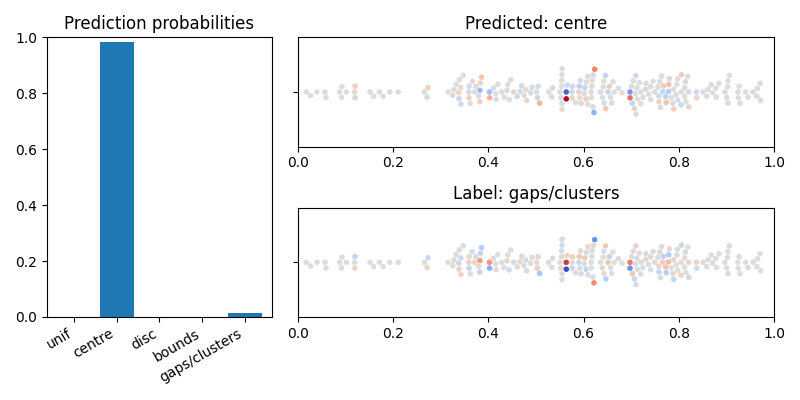 Prediction probabilities
1.0
0.8
0.6
0.4
0.2
0.0
unif
centre
disc
bounds
gaps/clusters
Predicted: centre
0.0 0.2 0.4 0.6 0.8 1.0
Label: gaps/clusters
0.0 0.2 0.4 0.6 0.8 1.0